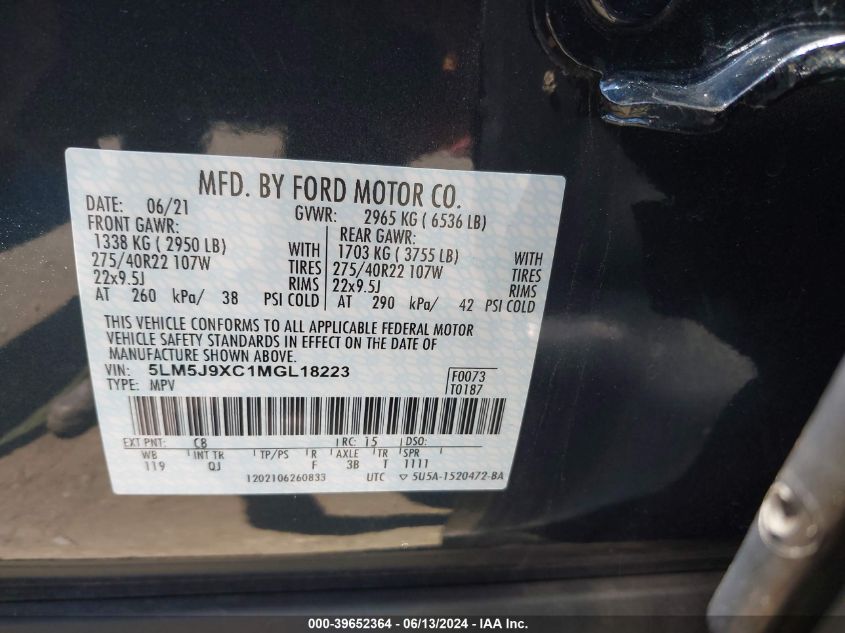 MFD. BY FORD MOTOR CO.
DATE: 06/21 GVWR: 2965 KG ( 6536 LB)
FRONT GAWR: REAR GAWR:
1338 KG ( 2950 LB) WITH 1703 KG ( 3755 LB) WITH
275/40R22 107W TIRES 275/40R22 107W TIRES
22x9.5J RIMS 22x9.5J RIMS
AT 260 kPa/ 38 PSI COLD AT 290 kPa/ 42 PSI COLD
THIS VEHICLE CONFORMS TO ALL APPLICABLE FEDERAL MOTOR
VEHICLE SAFETY STANDARDS IN EFFECT ON THE DATE OF
MANUFACTURE SHOWN ABOVE.
VIN: 5LM5J9XC1MGL18223 F0073
TYPE: MPV T0187
EXT PNT: C8 RC: 15 DSO:
WB INT TR TP/PS R AXLE TR SPR
119 QJ F 3B T 1111
1202106260833 UTC ▽ 5U5A-1520472-BA
000-39652364 / 06/13/2024 - IAA Inc.